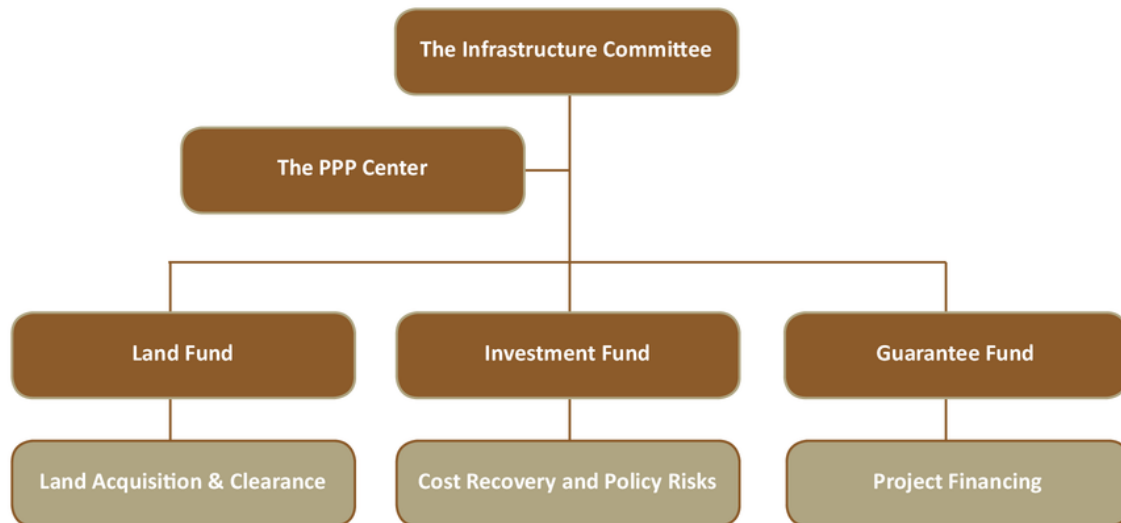 The Infrastructure Committee
The PPP Center
Land Fund
Investment Fund
Guarantee Fund
Land Acquisition & Clearance
Cost Recovery and Policy Risks
Project Financing